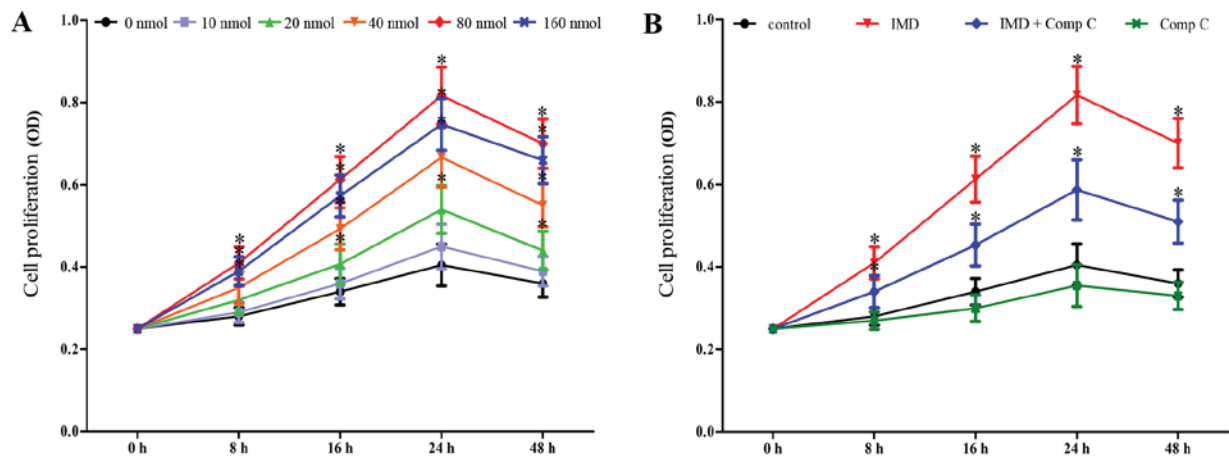 A
0 nmol 10 nmol 20 nmol 40 nmol 80 nmol 160 nmol
Cell proliferation (OD)
1.0
0.8
0.6
0.4
0.2
0.0
0 h 8 h 16 h 24 h 48 h
* * * * * * * * * * * * * * *
B
control IMD IMD + Comp C Comp C
Cell proliferation (OD)
1.0
0.8
0.6
0.4
0.2
0.0
0 h 8 h 16 h 24 h 48 h
* * * * * * * *